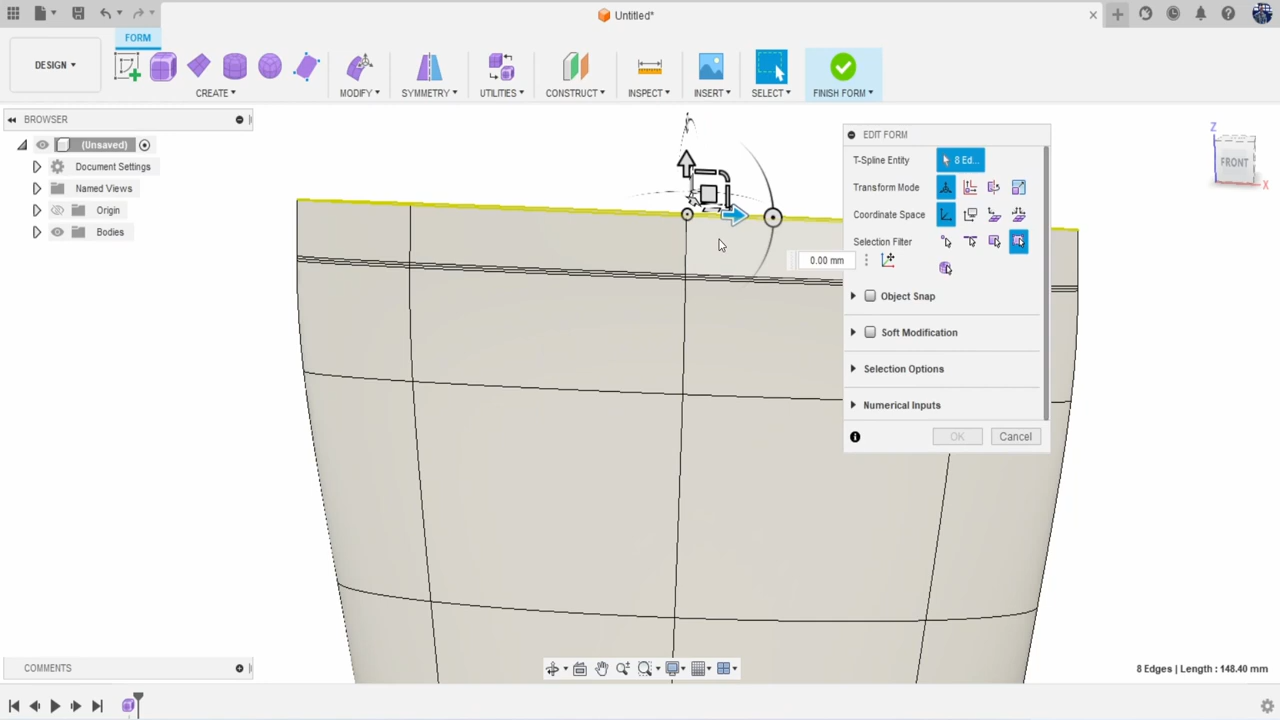 Untitled*
DESIGN
FORM
CREATE
MODIFY
SYMMETRY
UTILITIES
CONSTRUCT
INSPECT
INSERT
SELECT
FINISH FORM
BROWSER
(Unsaved)
Document Settings
Named Views
Origin
Bodies
EDIT FORM
T-Spline Entity
8 Ed...
Transform Mode
Coordinate Space
Selection Filter
0.00 mm
Object Snap
Soft Modification
Selection Options
Numerical Inputs
OK
Cancel
Z
FRONT
X
COMMENTS
8 Edges | Length : 148.40 mm